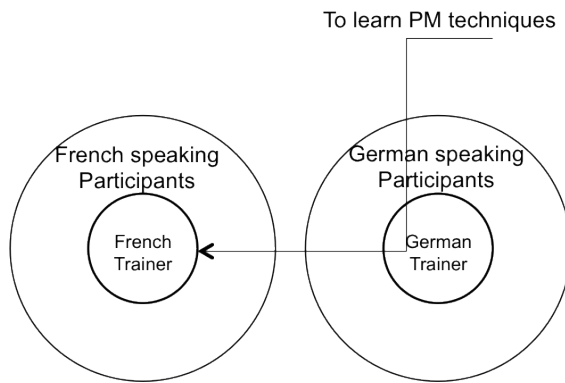 To learn PM techniques
French speaking
Participants
German speaking
Participants
French
Trainer
German
Trainer